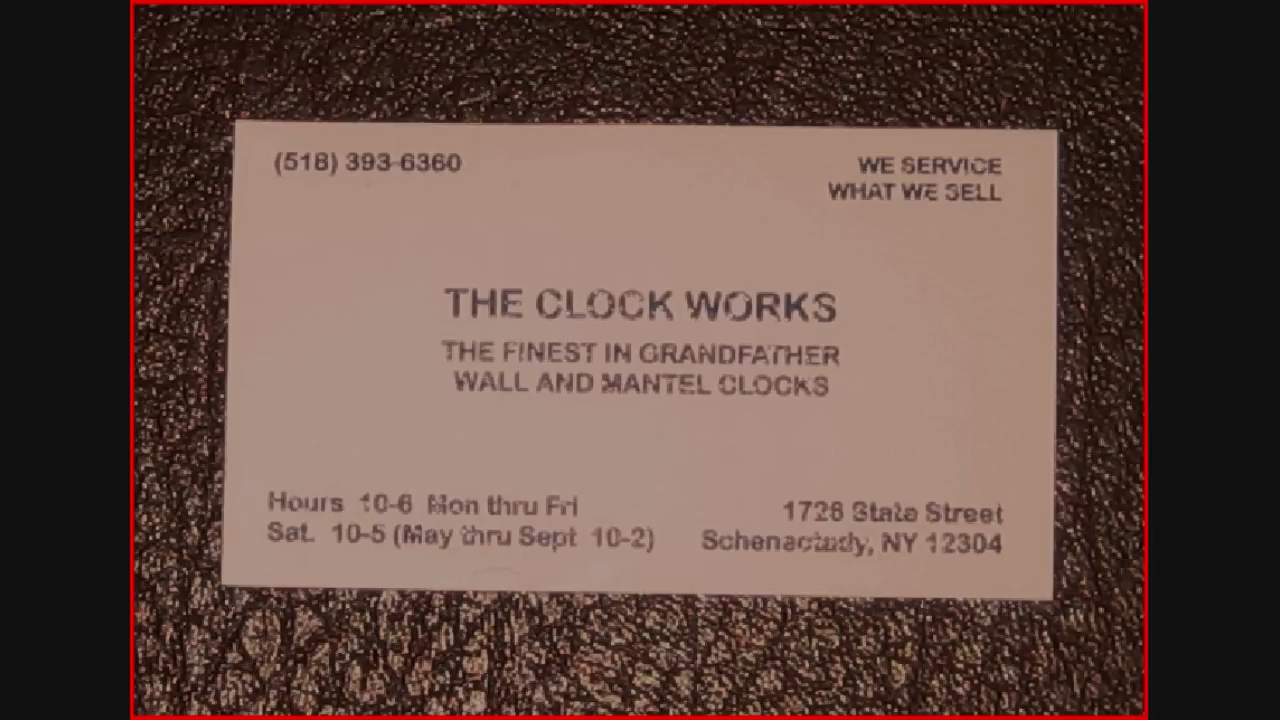 (518) 393-6360
WE SERVICE
WHAT WE SELL
THE CLOCK WORKS
THE FINEST IN GRANDFATHER
WALL AND MANTEL CLOCKS
Hours 10-6 Mon thru Fri
Sat. 10-5 (May thru Sept 10-2)
1726 State Street
Schenectady, NY 12304